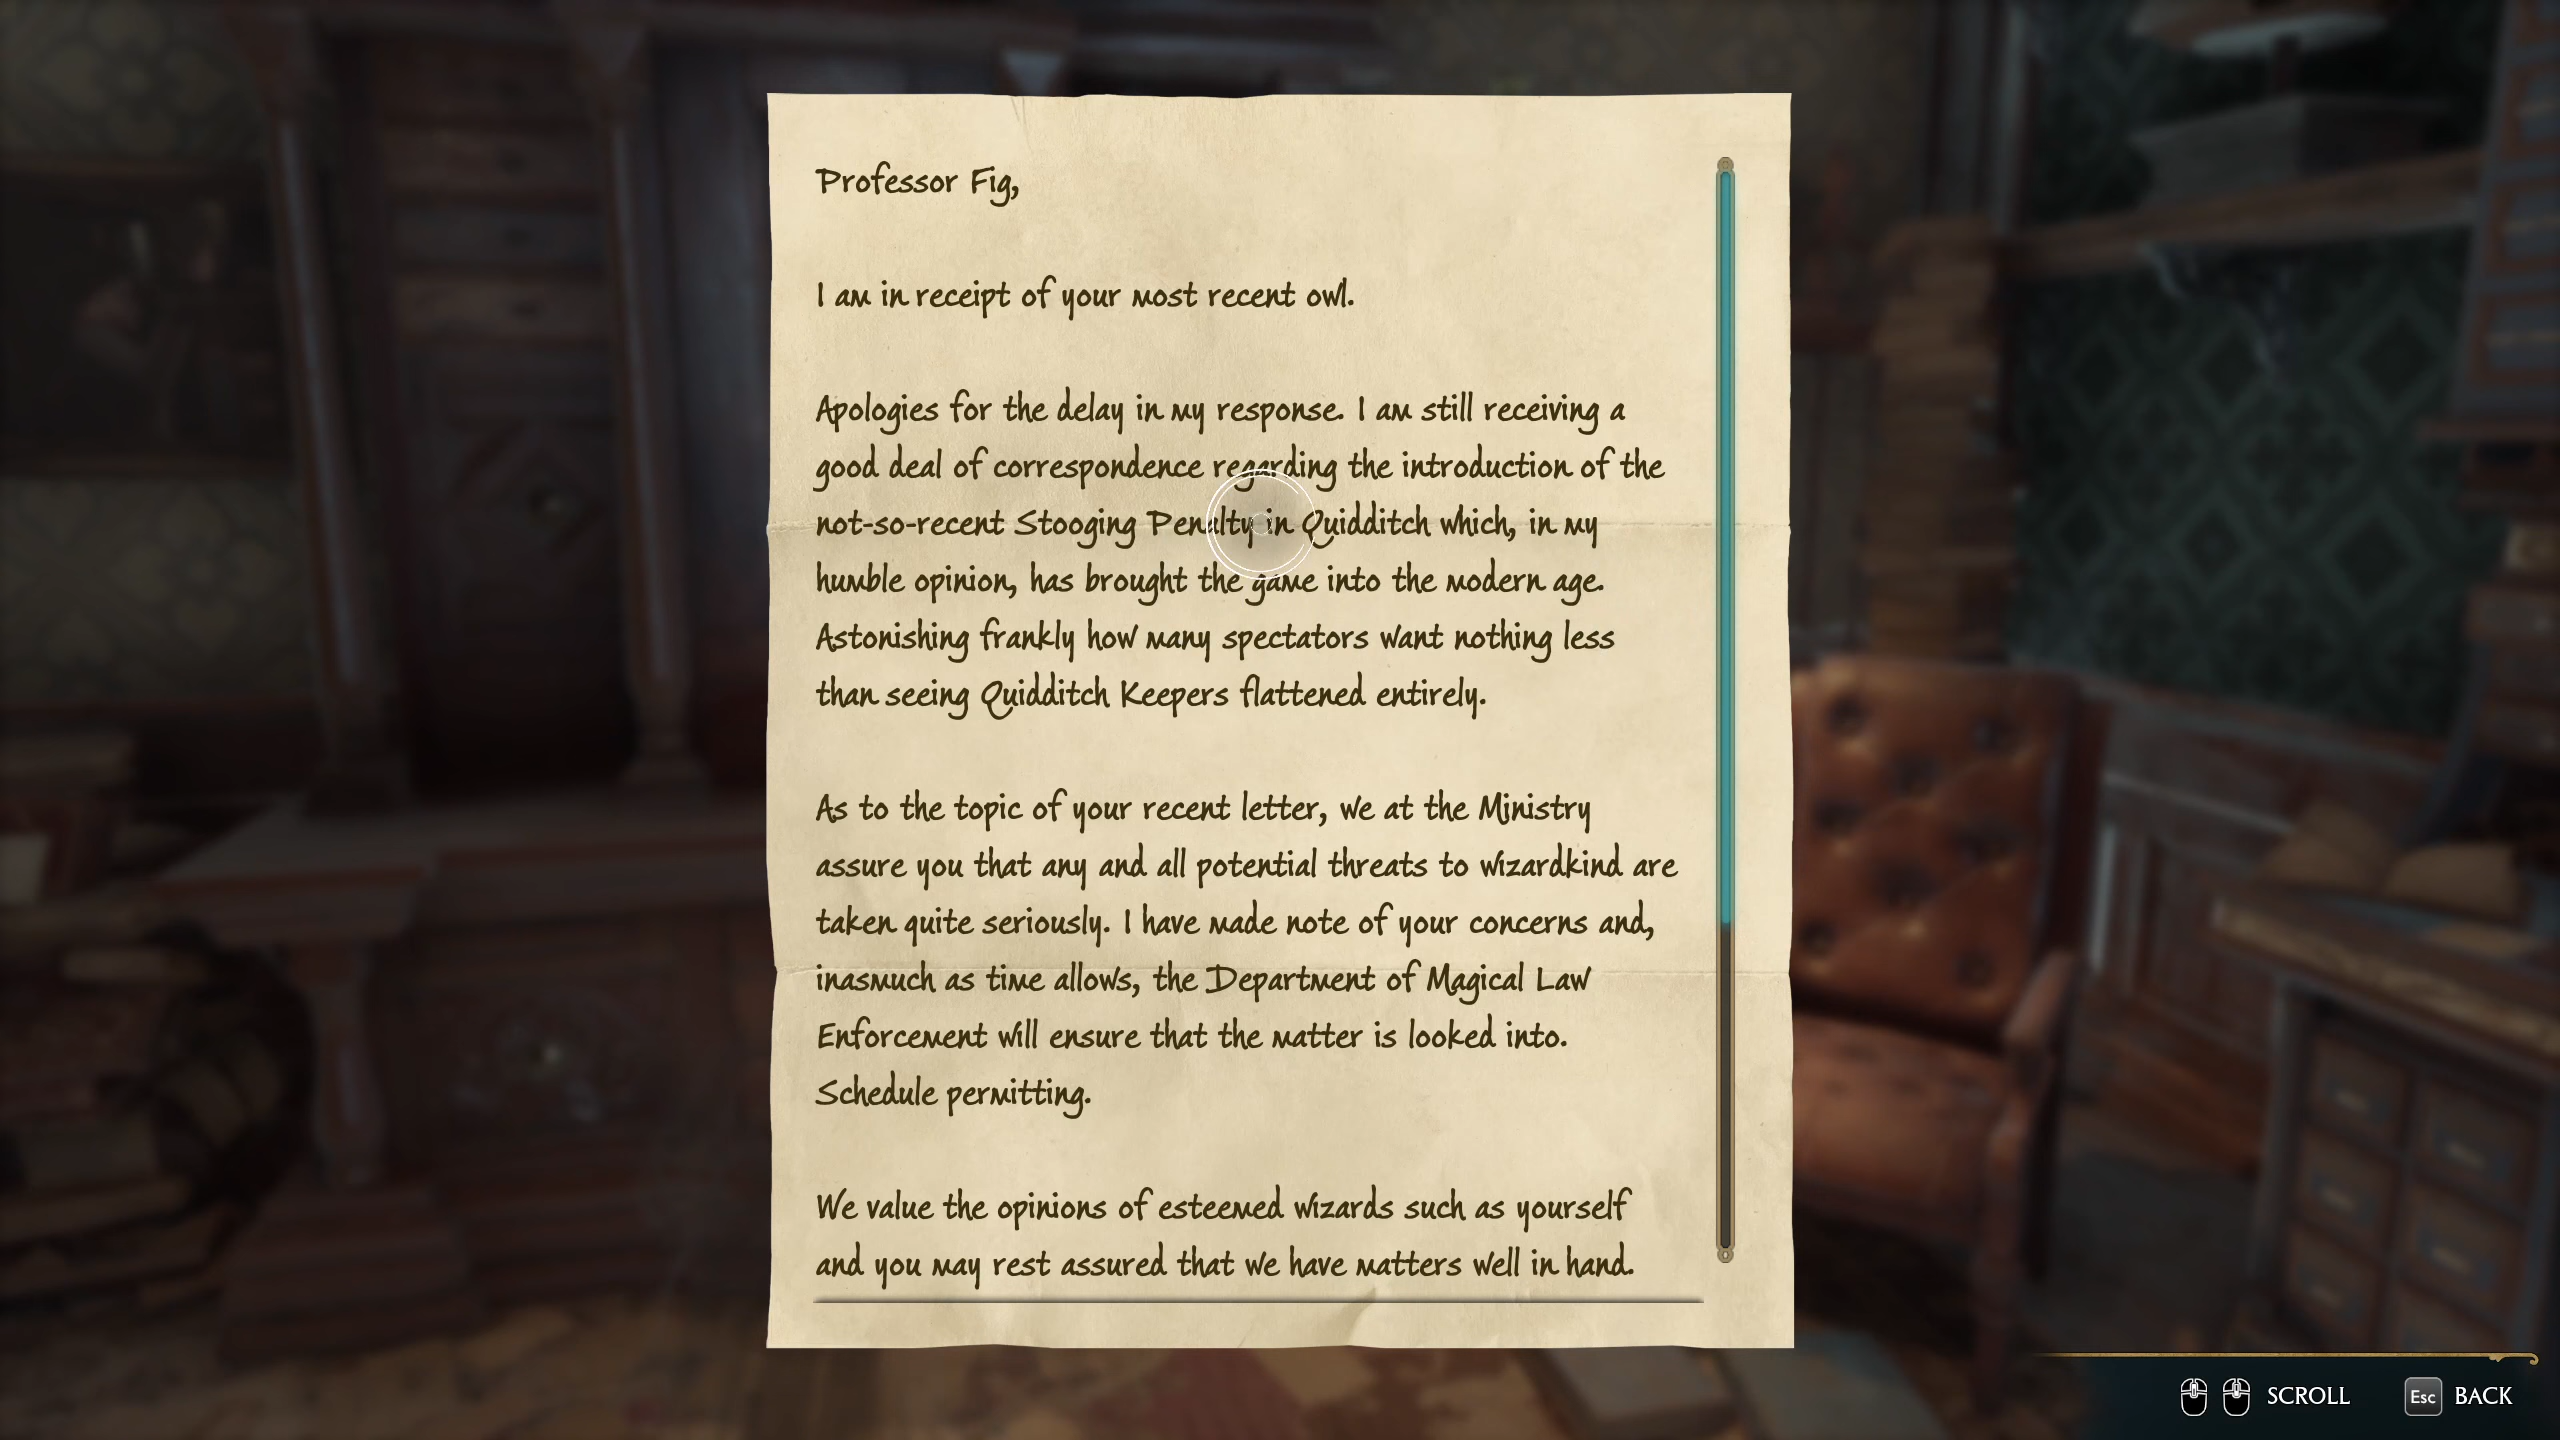 Professor Fig,
I am in receipt of your most recent owl.
Apologies for the delay in my response. I am still receiving a
good deal of correspondence regarding the introduction of the
not-so-recent Stooging Penalty in Quidditch which, in my
humble opinion, has brought the game into the modern age.
Astonishing frankly how many spectators want nothing less
than seeing Quidditch Keepers flattened entirely.
As to the topic of your recent letter, we at the Ministry
assure you that any and all potential threats to wizardkind are
taken quite seriously. I have made note of your concerns and,
inasmuch as time allows, the Department of Magical Law
Enforcement will ensure that the matter is looked into.
Schedule permitting.
We value the opinions of esteemed wizards such as yourself
and you may rest assured that we have matters well in hand.
SCROLL
Esc BACK